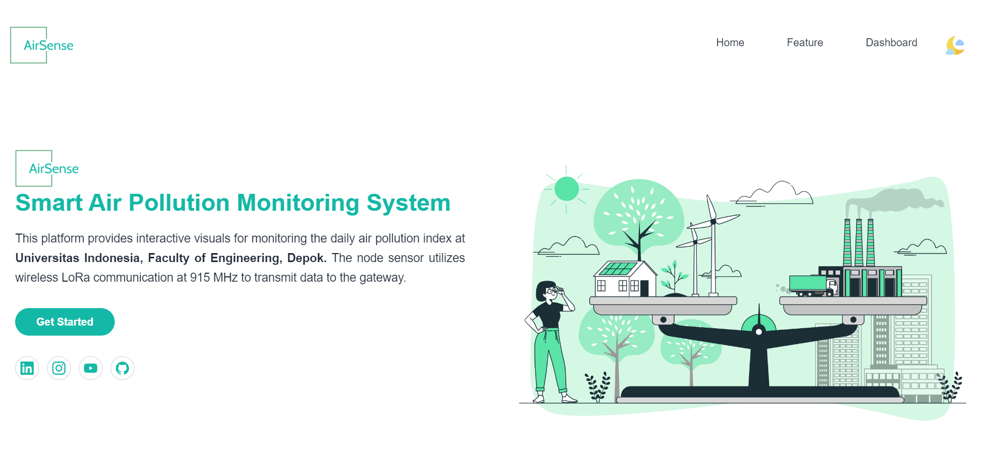 AirSense
Home
Feature
Dashboard
AirSense
Smart Air Pollution Monitoring System
This platform provides interactive visuals for monitoring the daily air pollution index at
Universitas Indonesia, Faculty of Engineering, Depok. The node sensor utilizes
wireless LoRa communication at 915 MHz to transmit data to the gateway.
Get Started